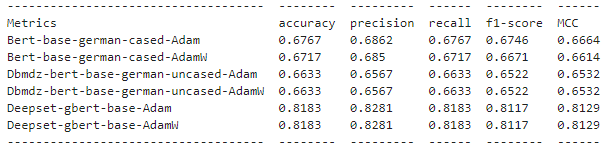 Metrics accuracy precision recall f1-score MCC
Bert-base-german-cased-Adam 0.6767 0.6862 0.6767 0.6746 0.6664
Bert-base-german-cased-AdamW 0.6717 0.685 0.6717 0.6671 0.6614
Dbmdz-bert-base-german-uncased-Adam 0.6633 0.6567 0.6633 0.6522 0.6532
Dbmdz-bert-base-german-uncased-AdamW 0.6633 0.6567 0.6633 0.6522 0.6532
Deepset-gbert-base-Adam 0.8183 0.8281 0.8183 0.8117 0.8129
Deepset-gbert-base-AdamW 0.8183 0.8281 0.8183 0.8117 0.8129